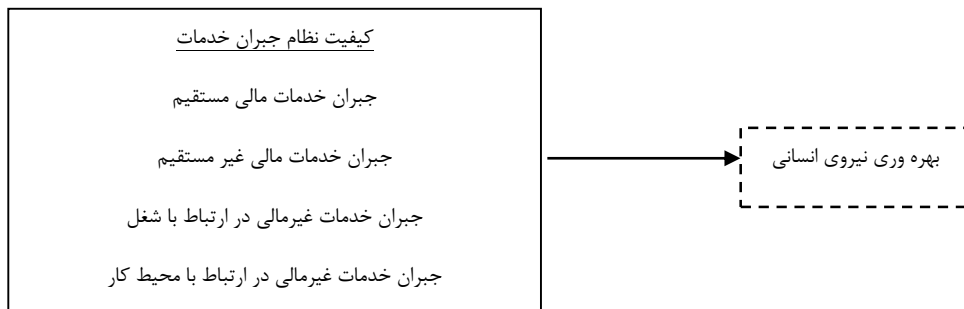 کیفیت نظام جبران خدمات
جبران خدمات مالی مستقیم
جبران خدمات مالی غیر مستقیم
جبران خدمات غیرمالی در ارتباط با شغل
جبران خدمات غیرمالی در ارتباط با محیط کار
بهره وری نیروی انسانی